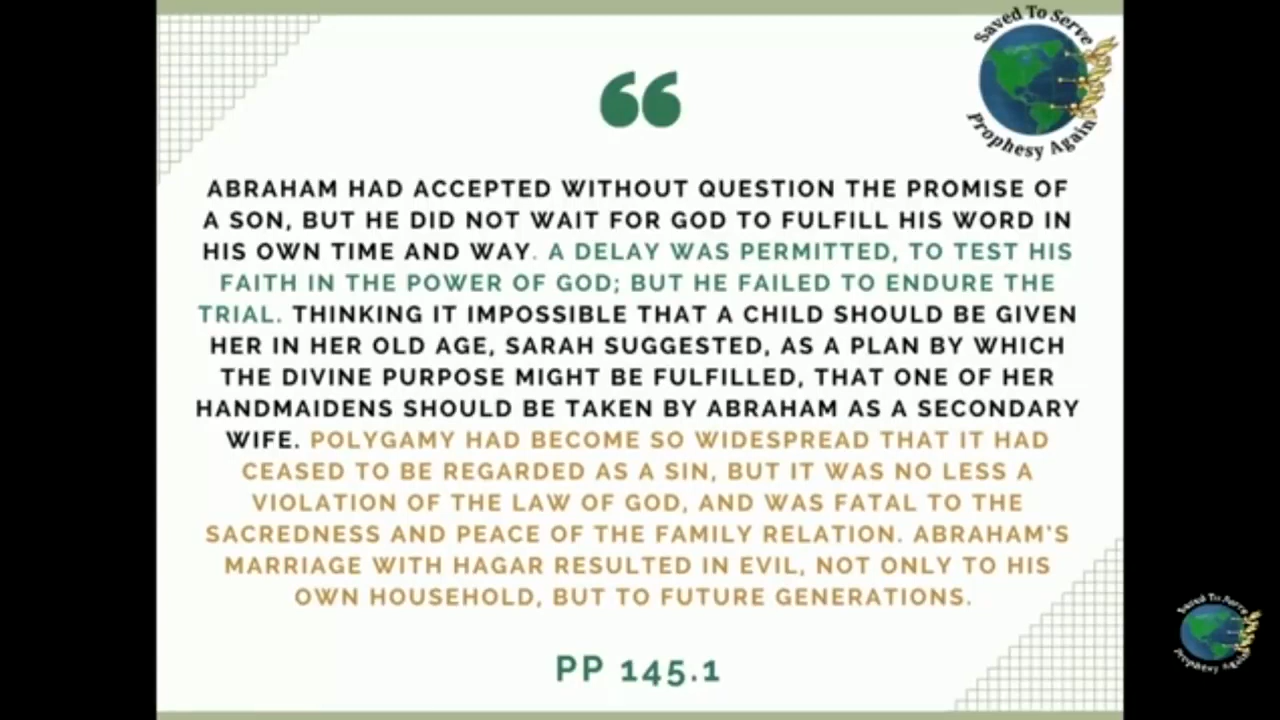 Saved To Serve
Prophesy Again
ABRAHAM HAD ACCEPTED WITHOUT QUESTION THE PROMISE OF
A SON, BUT HE DID NOT WAIT FOR GOD TO FULFILL HIS WORD IN
HIS OWN TIME AND WAY. A DELAY WAS PERMITTED, TO TEST HIS
FAITH IN THE POWER OF GOD; BUT HE FAILED TO ENDURE THE
TRIAL. THINKING IT IMPOSSIBLE THAT A CHILD SHOULD BE GIVEN
HER IN HER OLD AGE, SARAH SUGGESTED, AS A PLAN BY WHICH
THE DIVINE PURPOSE MIGHT BE FULFILLED, THAT ONE OF HER
HANDMAIDENS SHOULD BE TAKEN BY ABRAHAM AS A SECONDARY
WIFE. POLYGAMY HAD BECOME SO WIDESPREAD THAT IT HAD
CEASED TO BE REGARDED AS A SIN, BUT IT WAS NO LESS A
VIOLATION OF THE LAW OF GOD, AND WAS FATAL TO THE
SACREDNESS AND PEACE OF THE FAMILY RELATION. ABRAHAM'S
MARRIAGE WITH HAGAR RESULTED IN EVIL, NOT ONLY TO HIS
OWN HOUSEHOLD, BUT TO FUTURE GENERATIONS.
PP 145.1
Saved To Serve
Prophesy Again